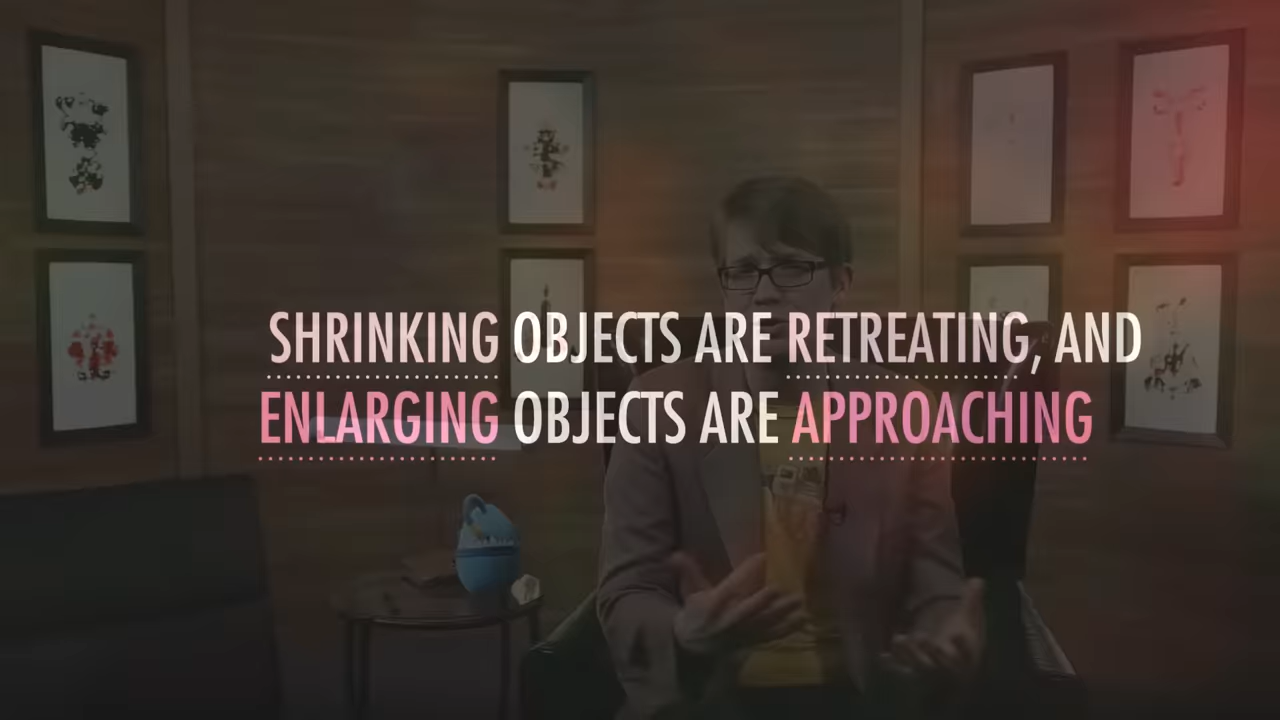 SHRINKING OBJECTS ARE RETREATING, AND
ENLARGING OBJECTS ARE APPROACHING